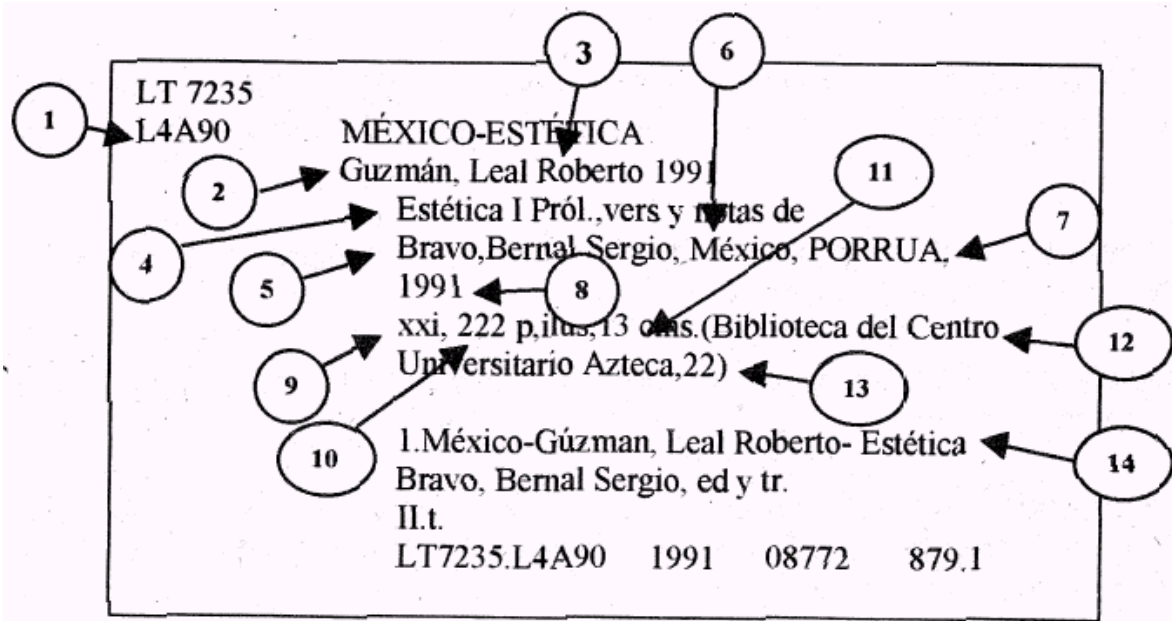 3 6
LT 7235
1 L4A90 MÉXICO-ESTÉTICA
2 Guzmán, Leal Roberto 1991 11
Estética I Pról.,vers y notas de
4 Bravo,Bernal Sergio, México, PORRUA, 7
5 1991 8
xxi, 222 p,ilus,13 cms.(Biblioteca del Centro 12
9 Universitario Azteca,22) 13
10 1.México-Gúzman, Leal Roberto- Estética 14
Bravo, Bernal Sergio, ed y tr.
II.t.
LT7235.L4A90 1991 08772 879.1